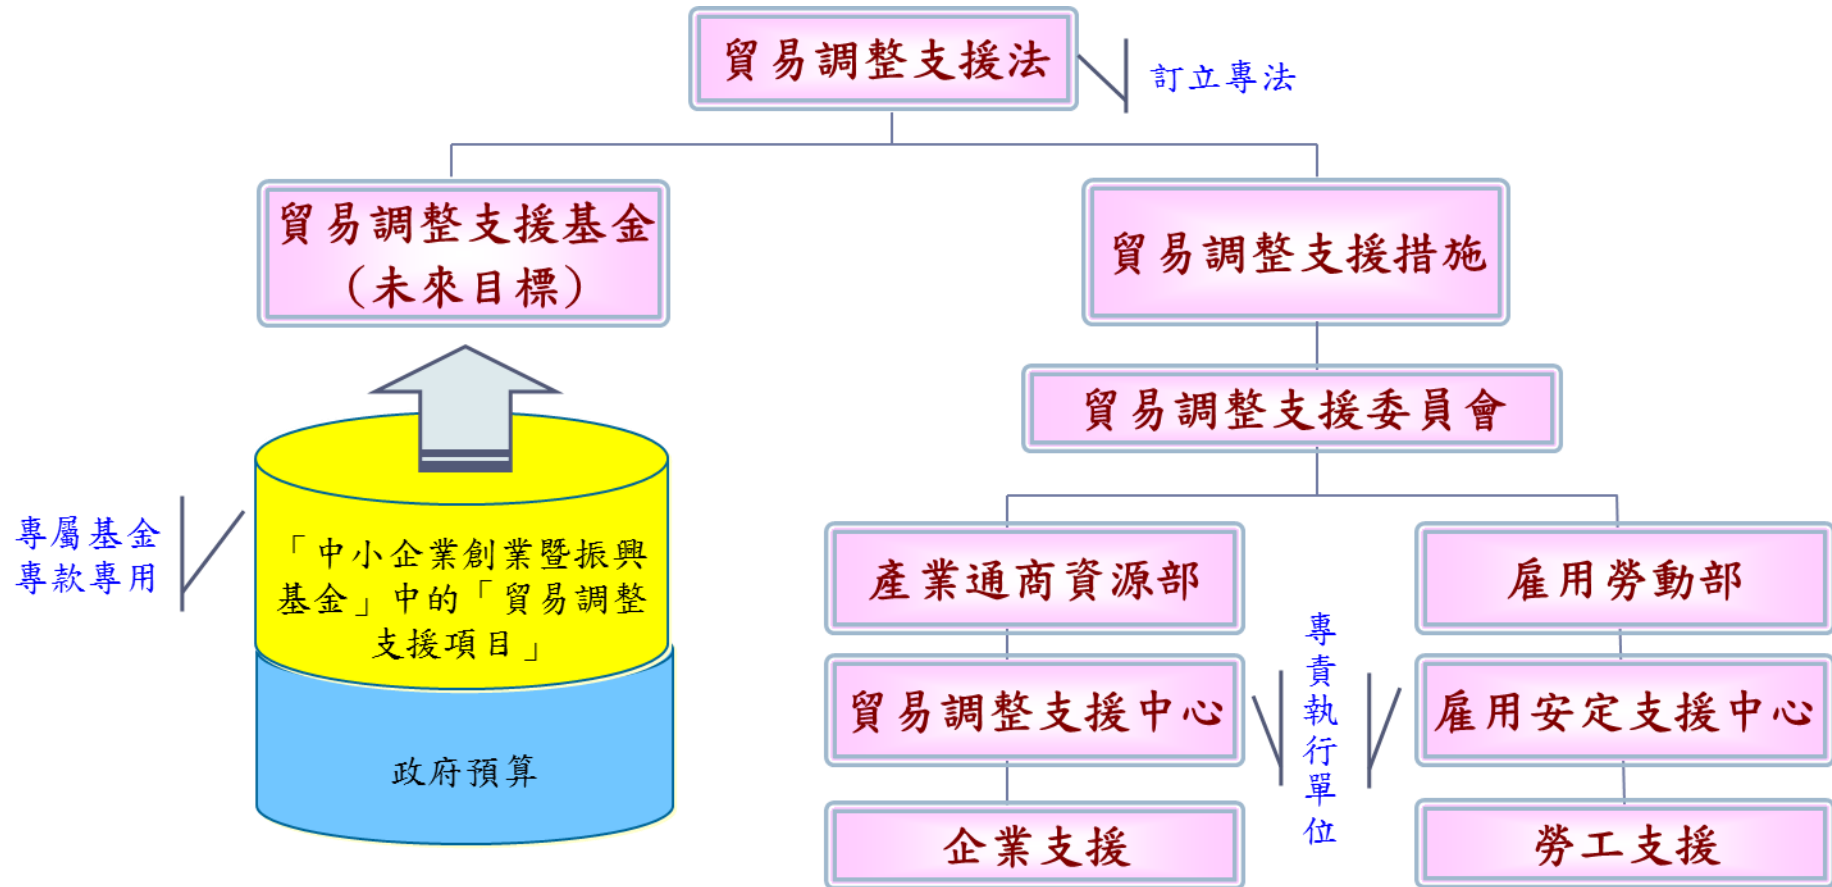 貿易調整支援法
訂立專法
貿易調整支援基金
（未來目標）
貿易調整支援措施
貿易調整支援委員會
專屬基金
專款專用
「中小企業創業暨振興
基金」中的「貿易調整
支援項目」
政府預算
產業通商資源部
雇用勞動部
貿易調整支援中心
專責執行單位
雇用安定支援中心
企業支援
勞工支援